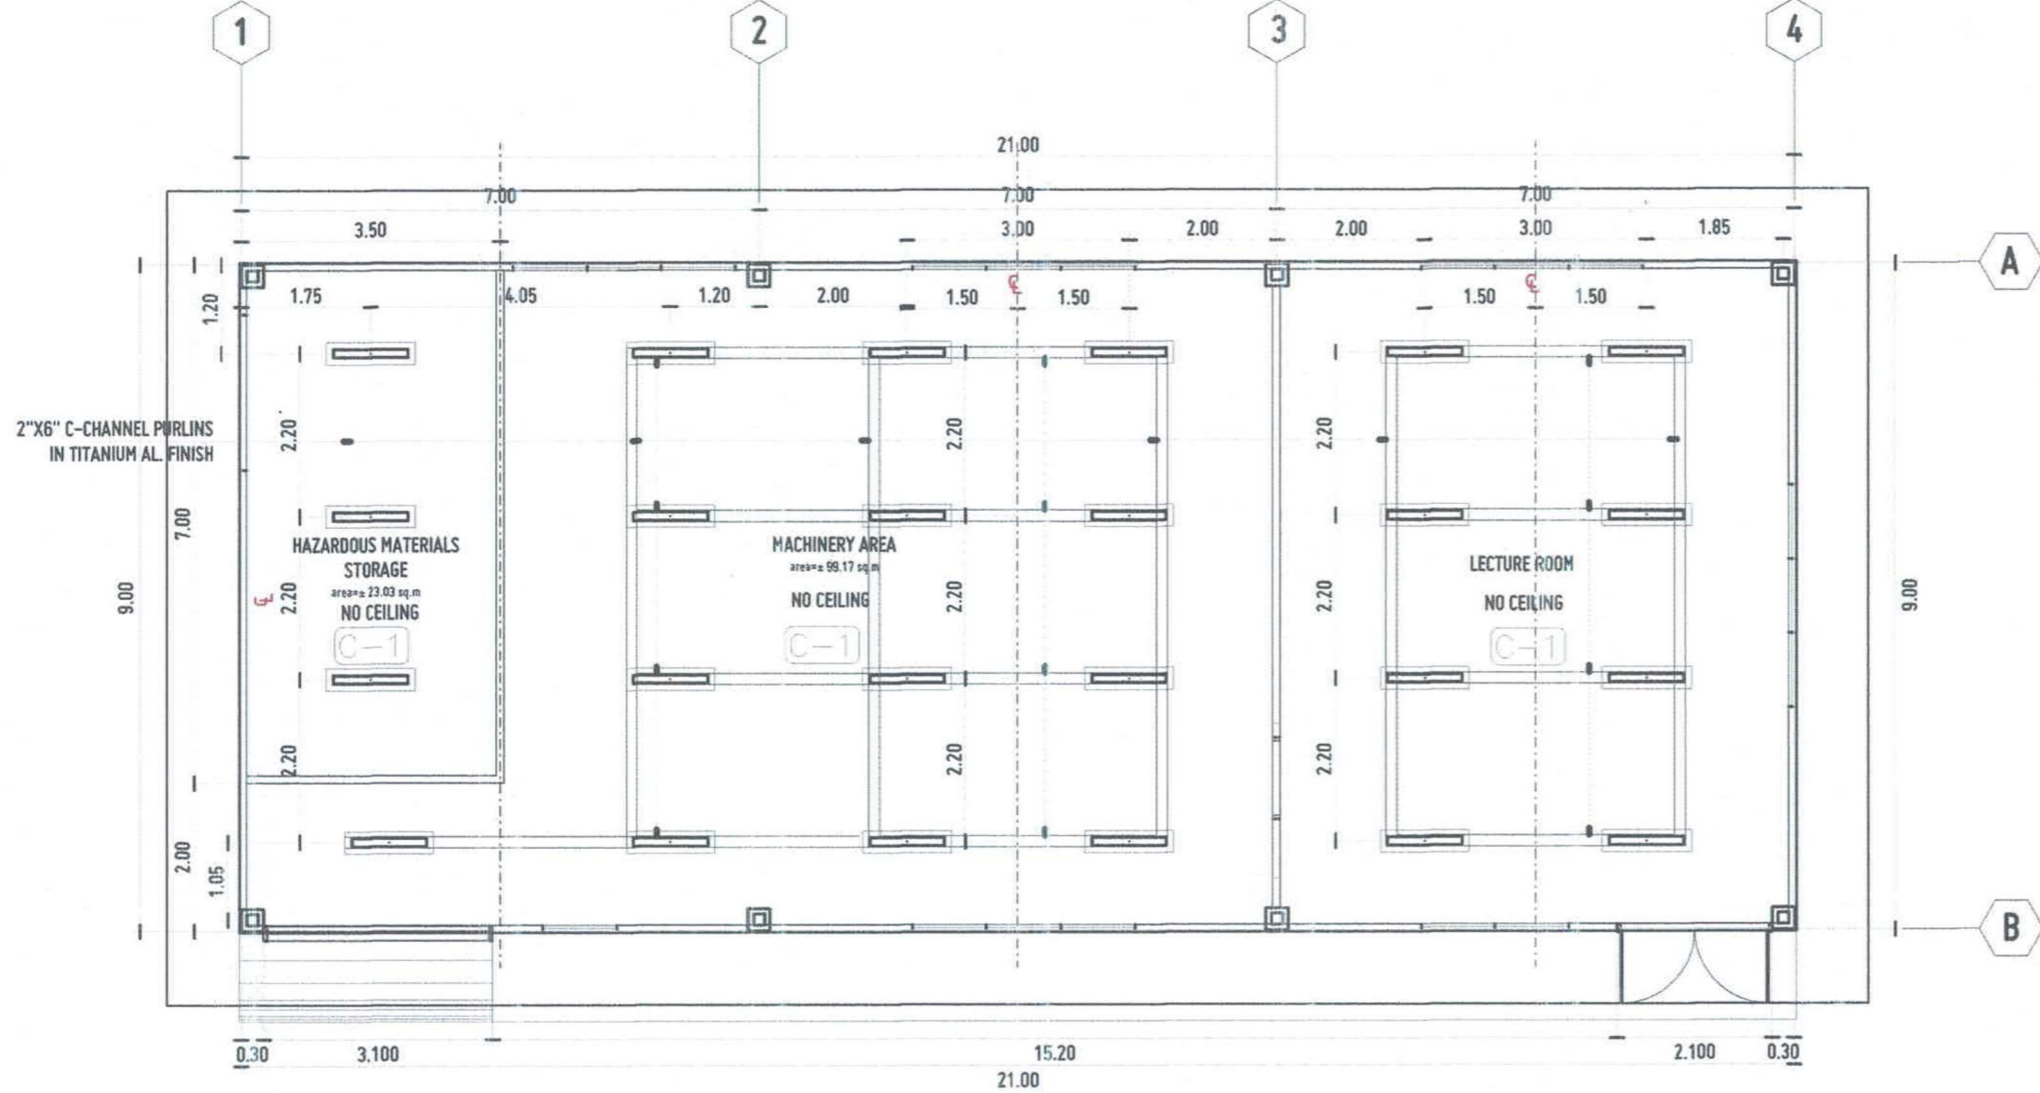 1
2
3
4
21.00
7.00
7.00
7.00
3.50
3.00
2.00
2.00
3.00
1.85
A
1.20
1.75
4.05
1.20
2.00
1.50
℄
1.50
1.50
℄
1.50
2"X6" C-CHANNEL PURLINS
IN TITANIUM AL. FINISH
2.20
2.20
2.20
7.00
9.00
HAZARDOUS MATERIALS
STORAGE
area=± 23.03 sq.m
NO CEILING
C-1
℄
2.20
MACHINERY AREA
area=± 99.17 sq.m
NO CEILING
C-1
2.20
2.20
LECTURE ROOM
NO CEILING
C-1
9.00
2.20
2.20
2.20
2.00
1.05
B
0.30
3.100
15.20
2.100
0.30
21.00